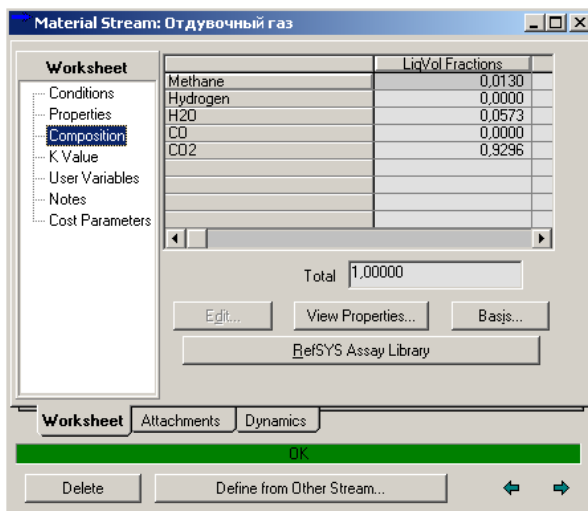 Material Stream: Отдувочный газ
Worksheet
Conditions
Properties
Composition
K Value
User Variables
Notes
Cost Parameters
LiqVol Fractions
Methane 0,0130
Hydrogen 0,0000
H2O 0,0573
CO 0,0000
CO2 0,9296
Total 1,00000
Edit... View Properties... Basis...
RefSYS Assay Library
Worksheet Attachments Dynamics
OK
Delete Define from Other Stream...